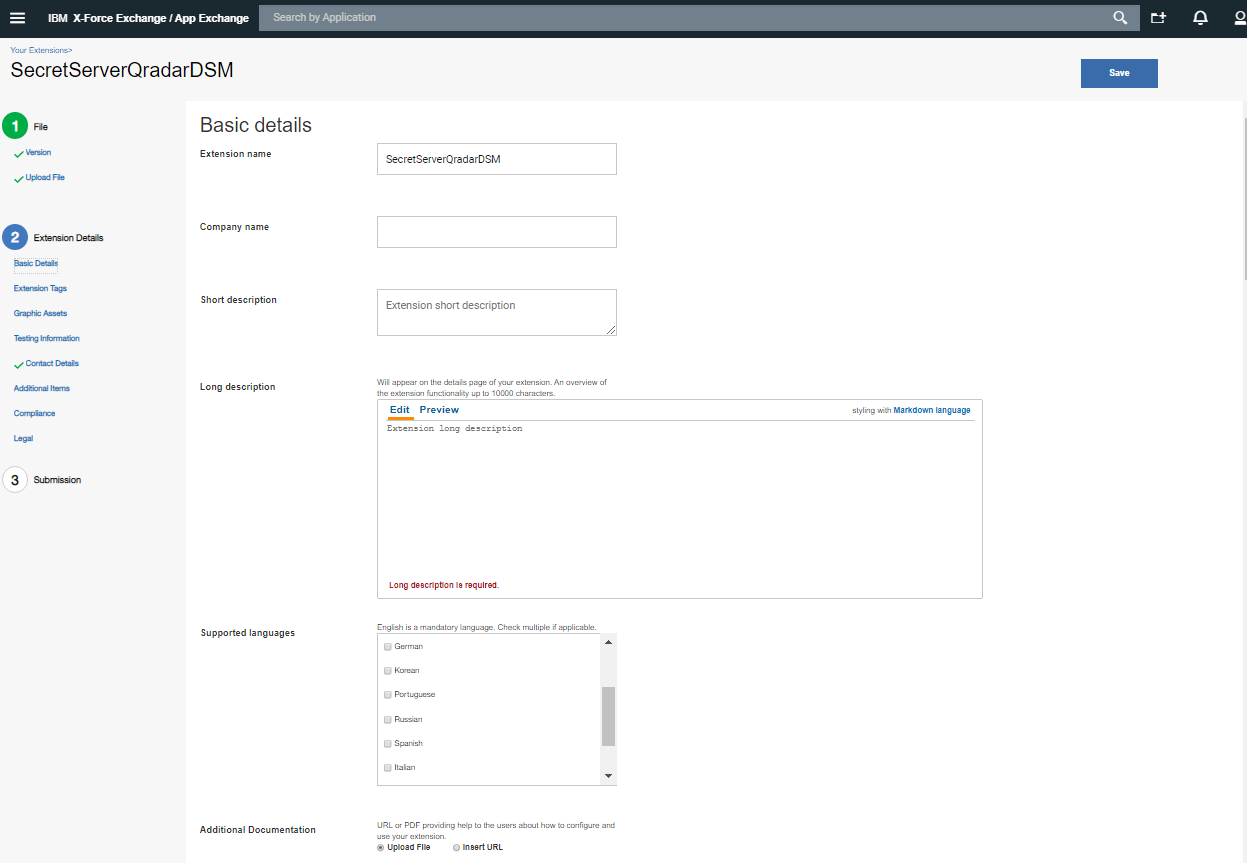 IBM X-Force Exchange / App Exchange
Search by Application
Your Extensions>
SecretServerQradarDSM
Save
1 File
Version
Upload File
2 Extension Details
Basic Details
Extension Tags
Graphic Assets
Testing Information
Contact Details
Additional Items
Compliance
Legal
3 Submission
Basic details
Extension name
SecretServerQradarDSM
Company name
Short description
Extension short description
Long description
Will appear on the details page of your extension. An overview of
the extension functionality up to 10000 characters.
Edit Preview styling with Markdown language
Extension long description
Long description is required.
Supported languages
English is a mandatory language. Check multiple if applicable.
German
Korean
Portuguese
Russian
Spanish
Italian
Additional Documentation
URL or PDF providing help to the users about how to configure and
use your extension.
Upload File Insert URL